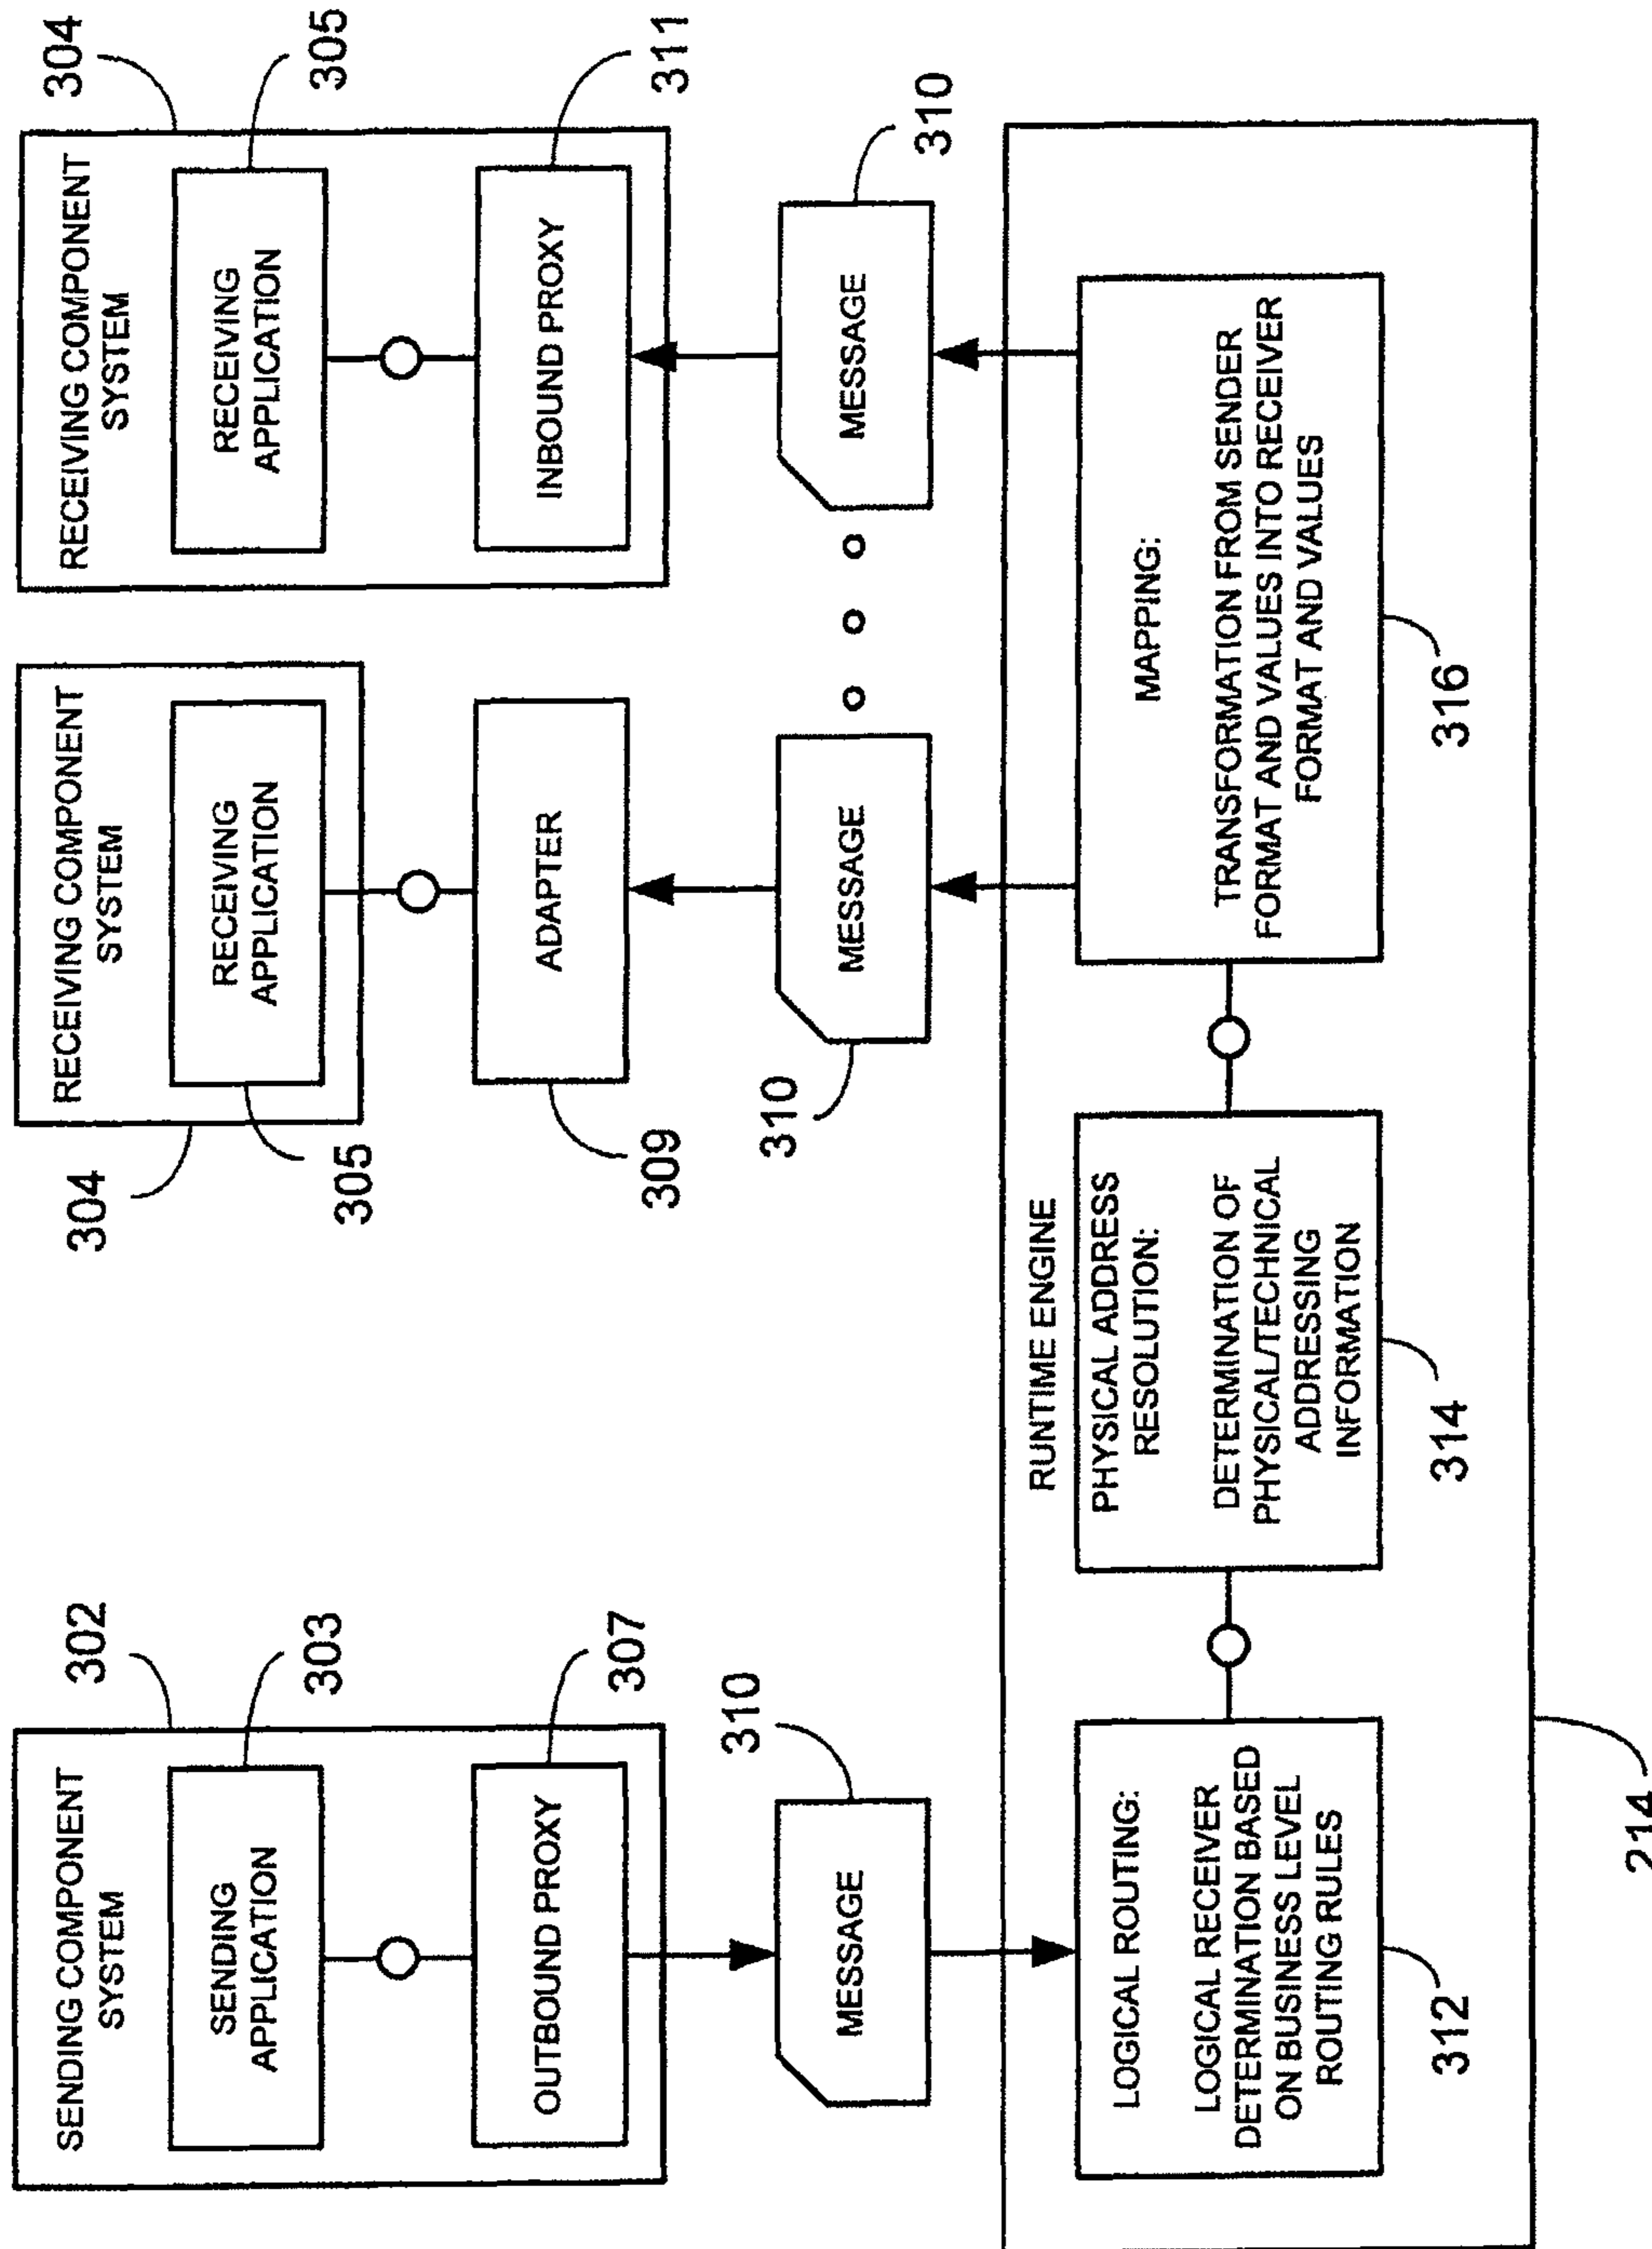 SENDING COMPONENT
SYSTEM
302
SENDING
APPLICATION
303
OUTBOUND PROXY
307
MESSAGE
310
RECEIVING COMPONENT
SYSTEM
304
RECEIVING
APPLICATION
305
ADAPTER
309
MESSAGE
310
RECEIVING COMPONENT
SYSTEM
304
RECEIVING
APPLICATION
305
INBOUND PROXY
311
MESSAGE
310
RUNTIME ENGINE
LOGICAL ROUTING:
LOGICAL RECEIVER
DETERMINATION BASED
ON BUSINESS LEVEL
ROUTING RULES
312
PHYSICAL ADDRESS
RESOLUTION:
DETERMINATION OF
PHYSICAL/TECHNICAL
ADDRESSING
INFORMATION
314
MAPPING:
TRANSFORMATION FROM SENDER
FORMAT AND VALUES INTO RECEIVER
FORMAT AND VALUES
316
214